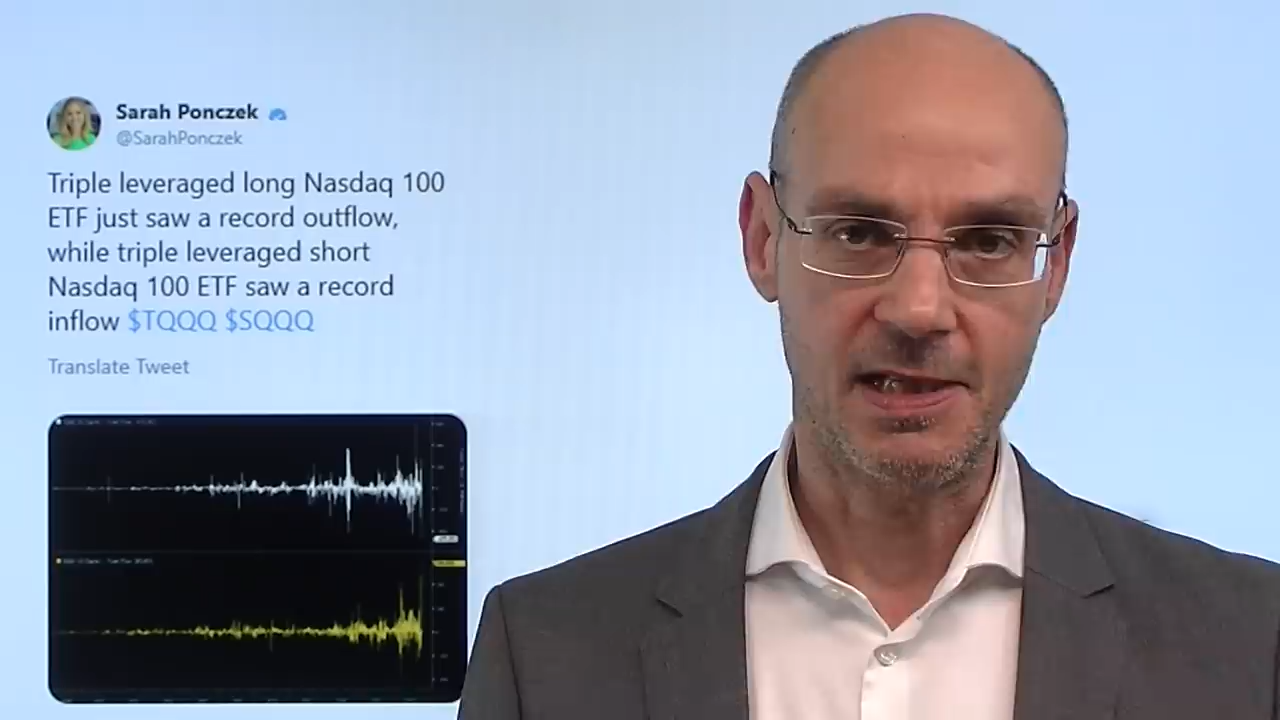 Sarah Ponczek
@SarahPonczek
Triple leveraged long Nasdaq 100
ETF just saw a record outflow,
while triple leveraged short
Nasdaq 100 ETF saw a record
inflow $TQQQ $SQQQ
Translate Tweet